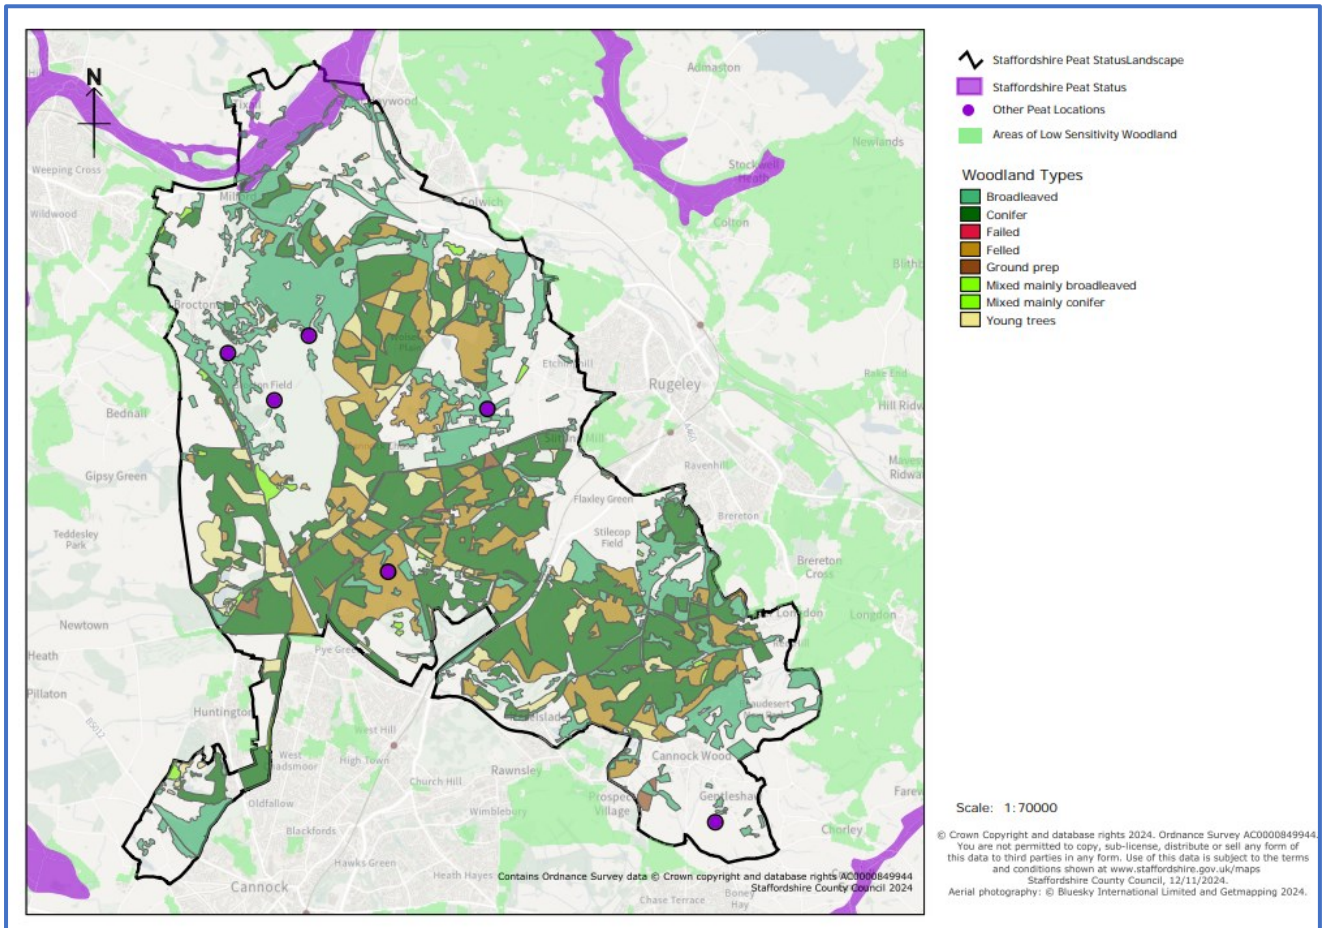 N
Admaston
Newlands
Weeping Cross
Stockwell
Heath
Wildwood
Colwich
Colton
Brocton
Etchinghill
Rugeley
Rake End
Bednall
Hill Ridw
Gipsy Green
Ravenhill
Flaxley Green
Brereton
Teddesley
Park
Stilecop
Field
Brereton
Cross
Longdon
Longdon
Newtown
Pye Green
Heath
Pillaton
Huntington
West Hill
High Town
Rawnsley
Cannock Wood
Church Hill
Oldfallow
Wimblebury
Village
Blackfords
Chorley
Hawks Green
Heath Hayes
Cannock
Chase Terrace
Boney
Hay
Contains Ordnance Survey data © Crown copyright and database rights AC0000849944
Staffordshire County Council 2024
Staffordshire Peat StatusLandscape
Staffordshire Peat Status
Other Peat Locations
Areas of Low Sensitivity Woodland
Woodland Types
Broadleaved
Conifer
Failed
Felled
Ground prep
Mixed mainly broadleaved
Mixed mainly conifer
Young trees
Scale: 1:70000
© Crown Copyright and database rights 2024. Ordnance Survey AC0000849944.
You are not permitted to copy, sub-license, distribute or sell any form of
this data to third parties in any form. Use of this data is subject to the terms
and conditions shown at www.staffordshire.gov.uk/maps
Staffordshire County Council, 12/11/2024.
Aerial photography: © Bluesky International Limited and Getmapping 2024.